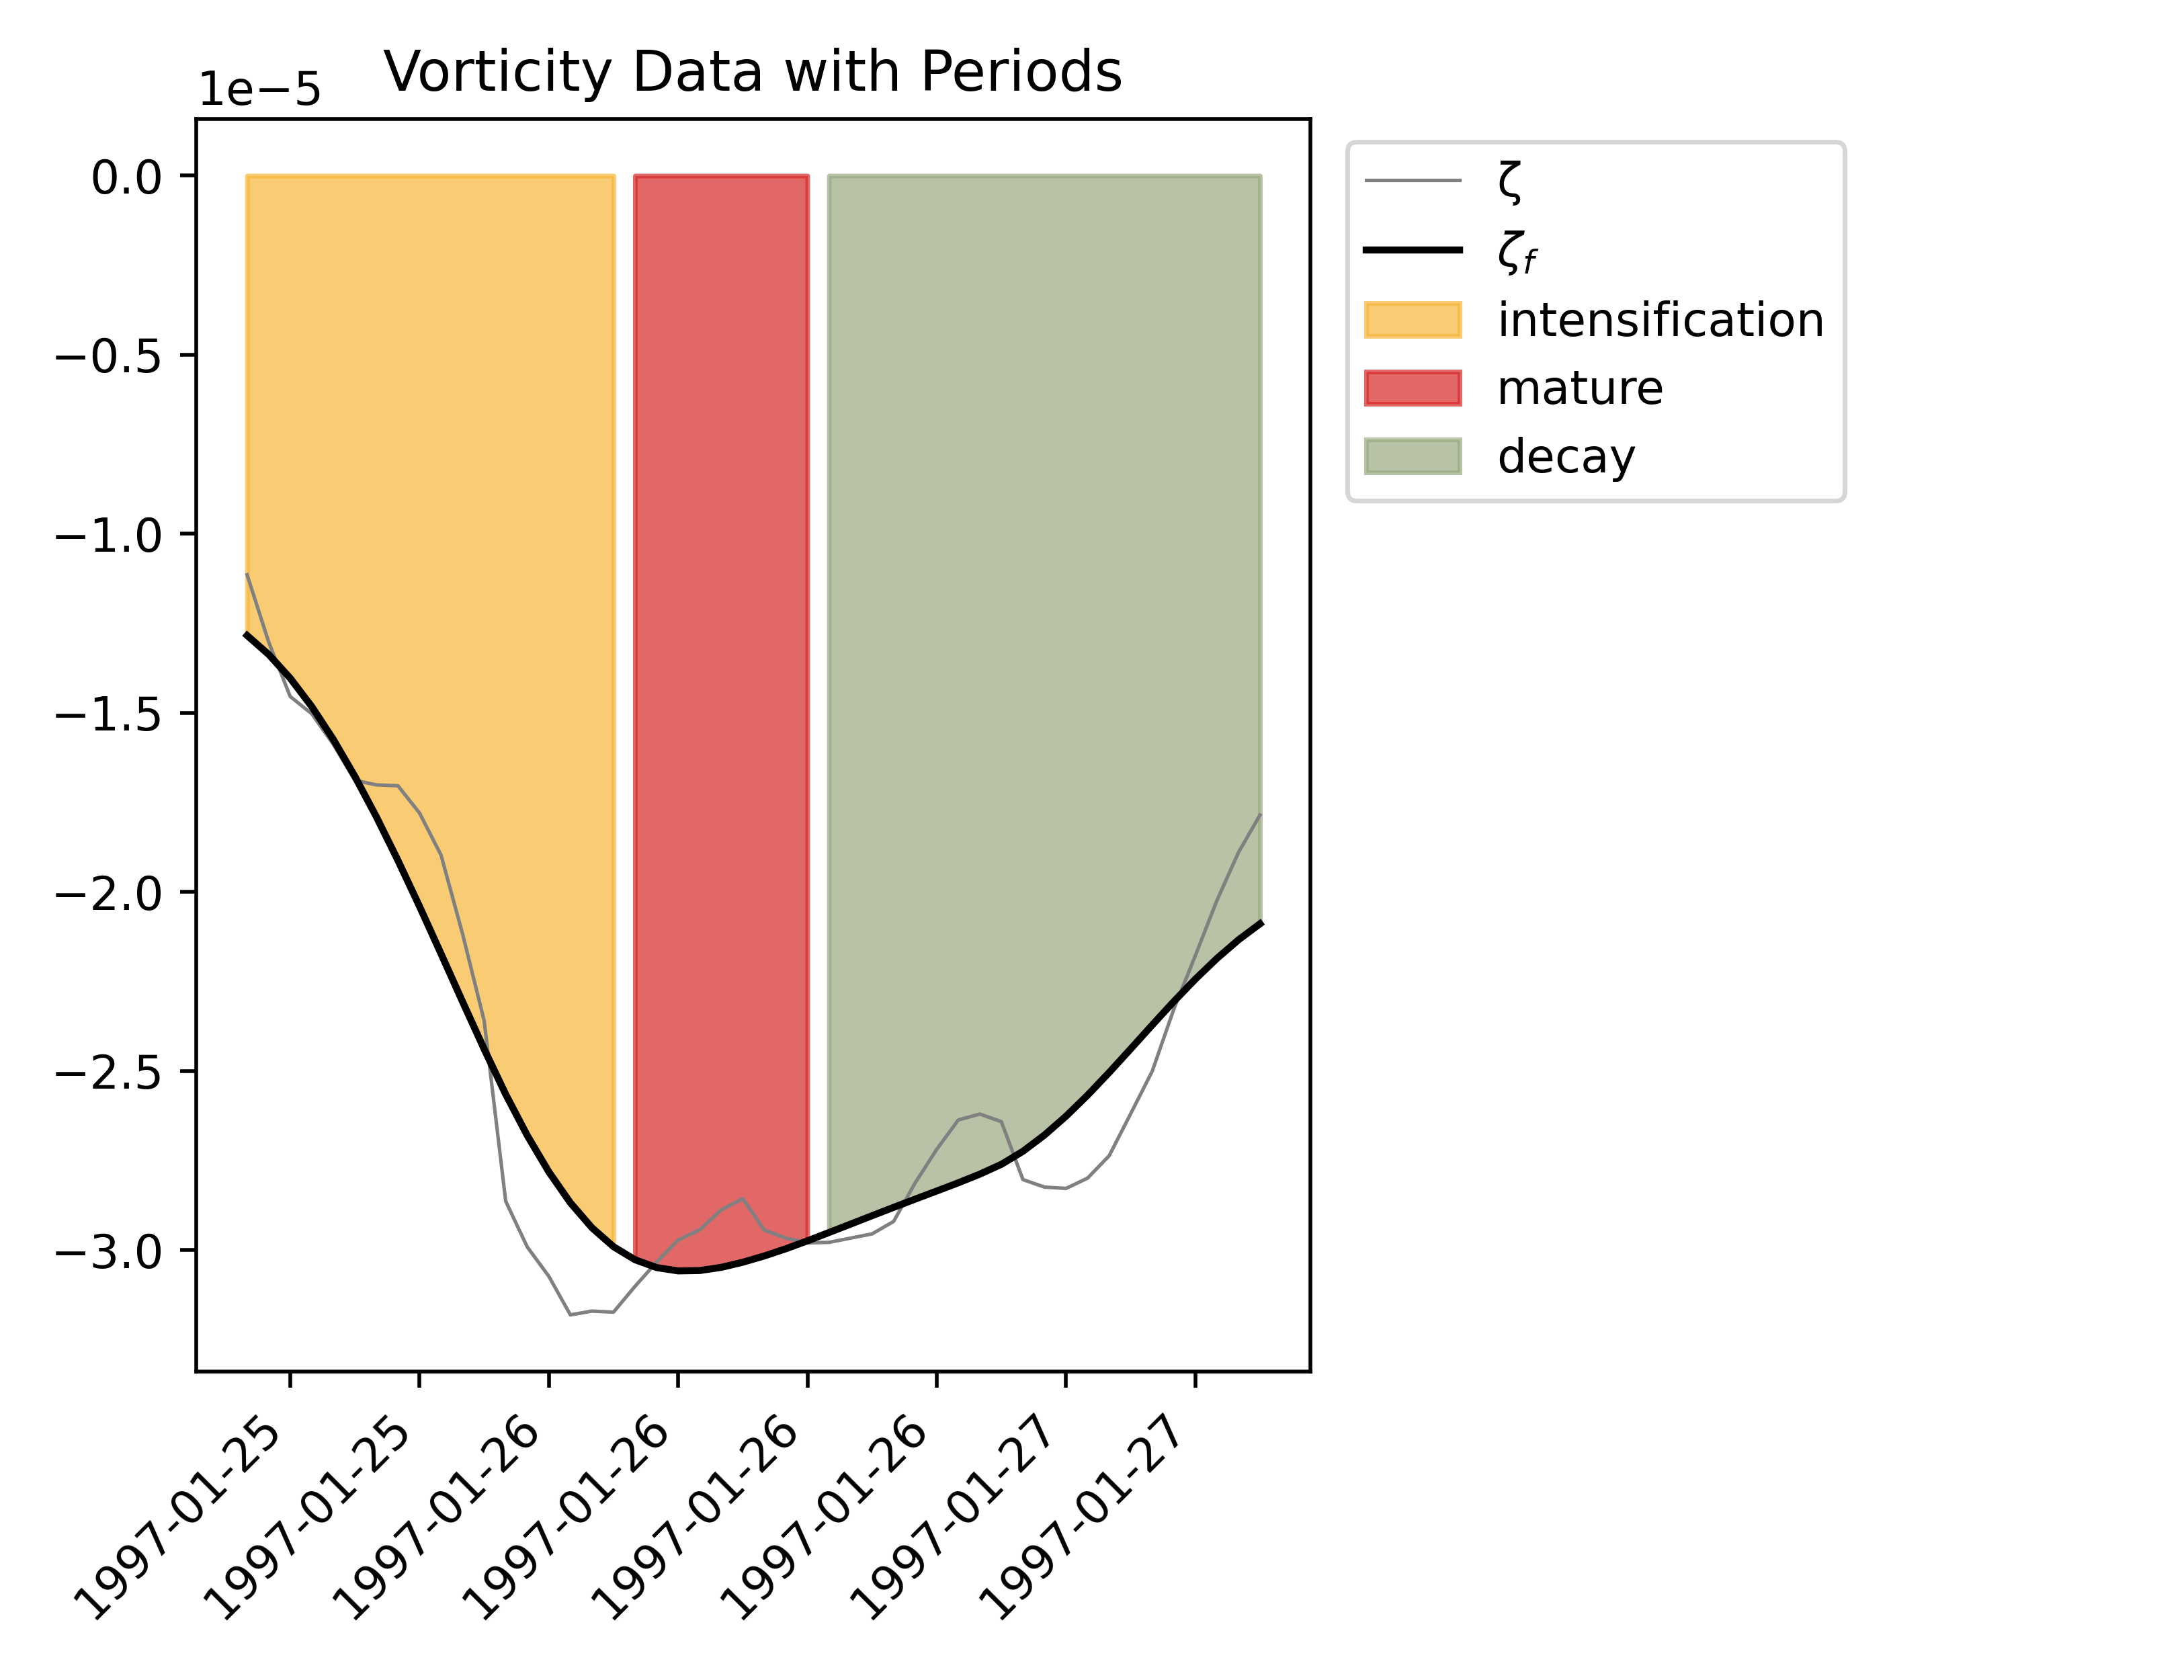 Vorticity Data with Periods
1e−5
0.0
−0.5
−1.0
−1.5
−2.0
−2.5
−3.0
1997-01-25
1997-01-25
1997-01-26
1997-01-26
1997-01-26
1997-01-26
1997-01-27
1997-01-27
ζ
ζf
intensification
mature
decay